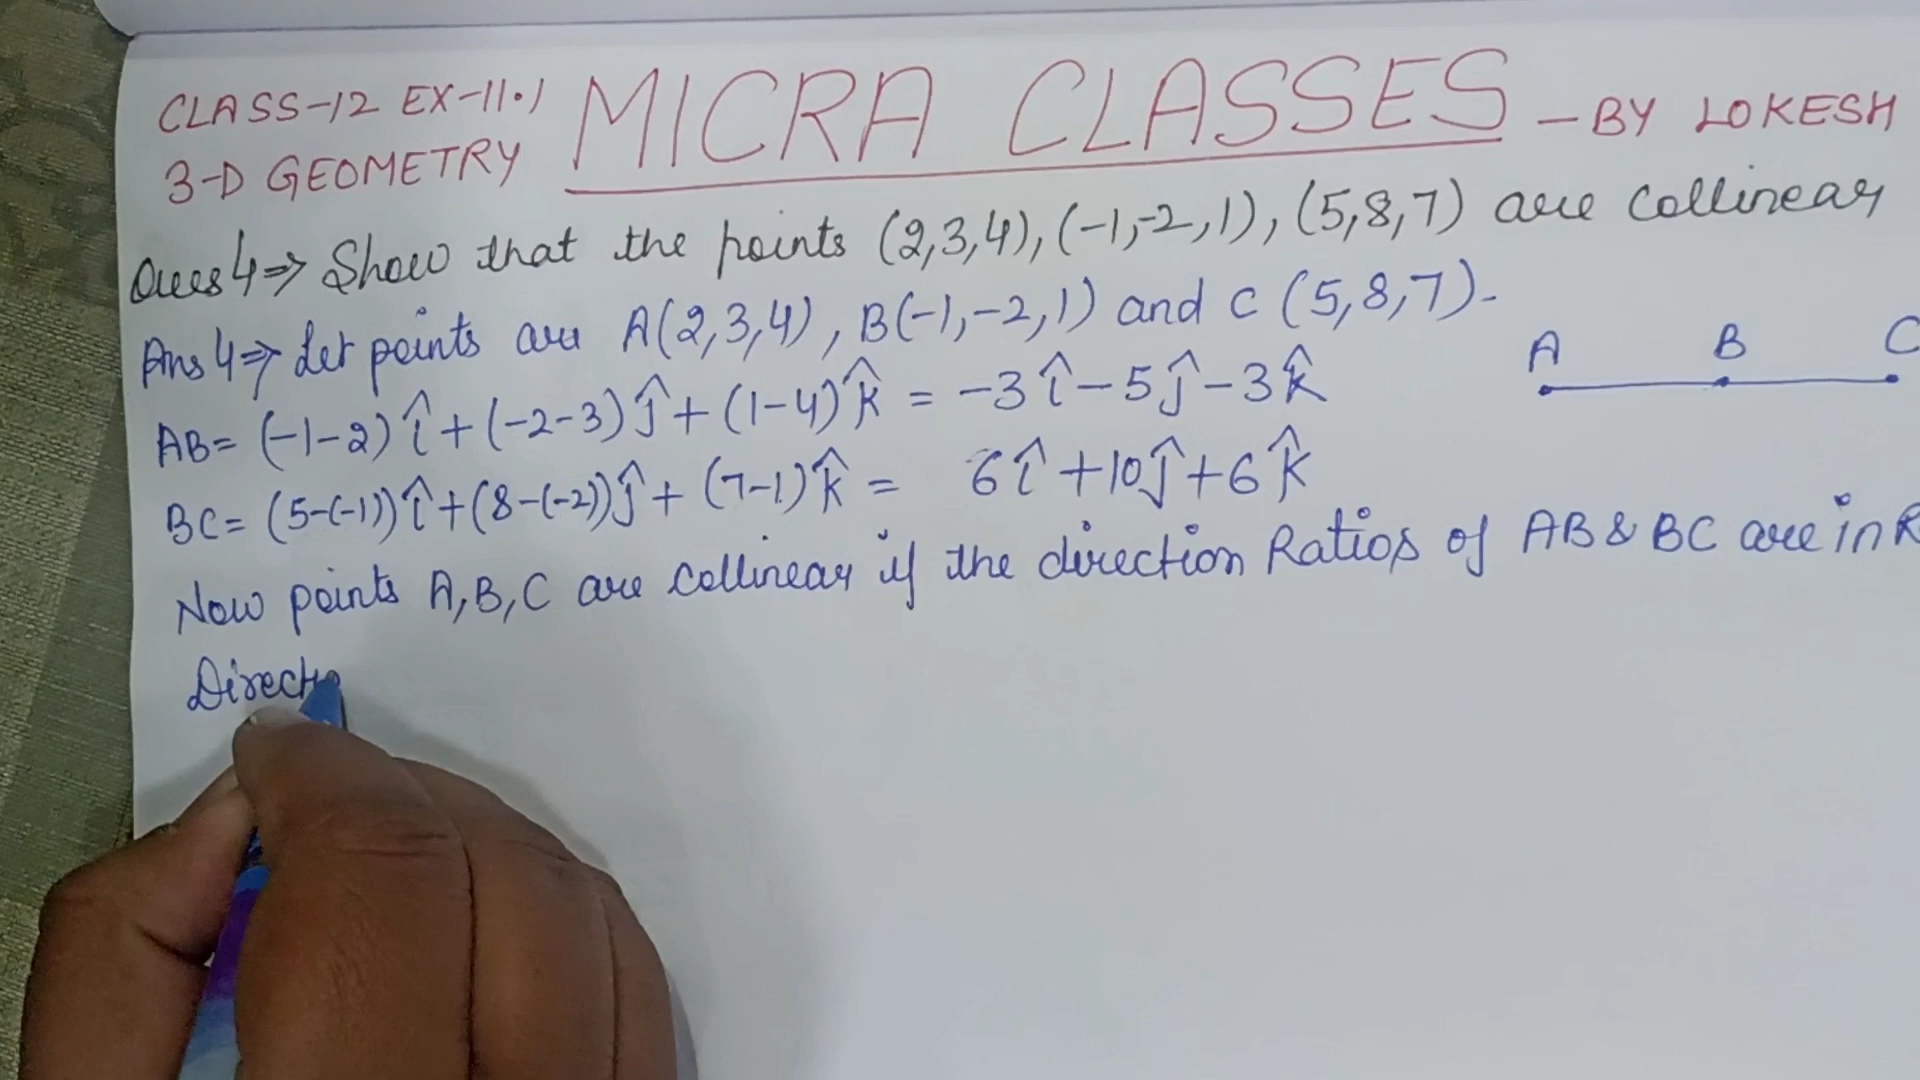 CLASS-12 EX-11.1 MICRA CLASSES - BY LOKESH
3-D GEOMETRY
Ques 4⇒ Show that the points (2,3,4), (-1,-2,1), (5,8,7) are collinear
Ans 4⇒ Let points are A(2,3,4), B(-1,-2,1) and C (5,8,7).
A B C
AB= (-1-2)î+(-2-3)ĵ+(1-4)k̂ = -3î-5ĵ-3k̂
BC= (5-(-1))î+(8-(-2))ĵ+(7-1)k̂ = 6î+10ĵ+6k̂
Now points A,B,C are collinear if the direction Ratios of AB & BC are in R
Directio